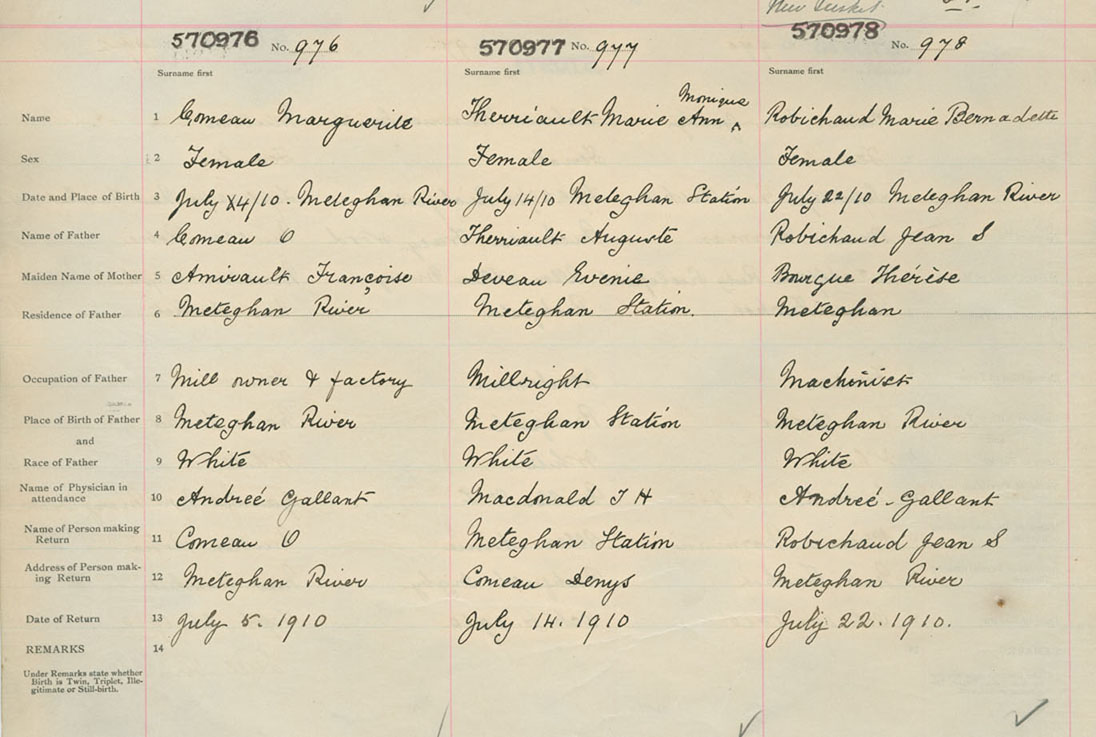 New Tusket.
570976 No. 976 570977 No. 977 570978 No. 978
Surname first Surname first Surname first
Monique
Name 1 Comeau Marguerite Therriault Marie Ann ^ Robichaud Marie Bernadette
Sex 2 Female Female Female
Date and Place of Birth 3 July 4/10. Meteghan River July 14/10 Meteghan Station July 22/10 Meteghan River
Name of Father 4 Comeau O Therriault Auguste Robichaud Jean S
Maiden Name of Mother 5 Amirault Françoise Deveau Evenie Bourque Thérèse
Residence of Father 6 Meteghan River Meteghan Station. Meteghan
Occupation of Father 7 Mill owner & factory Millright Machinist
Place of Birth of Father 8 Meteghan River Meteghan Station Meteghan River
and
Race of Father 9 White White White
Name of Physician in
attendance 10 Andreé Gallant Macdonald T H Andreé-Gallant
Name of Person making
Return 11 Comeau O Meteghan Station Robichaud Jean S
Address of Person mak-
ing Return 12 Meteghan River Comeau Denys Meteghan River
Date of Return 13 July 5. 1910 July 14. 1910 July 22. 1910.
REMARKS 14
Under Remarks state whether
Birth is Twin, Triplet, Ille-
gitimate or Still-birth.